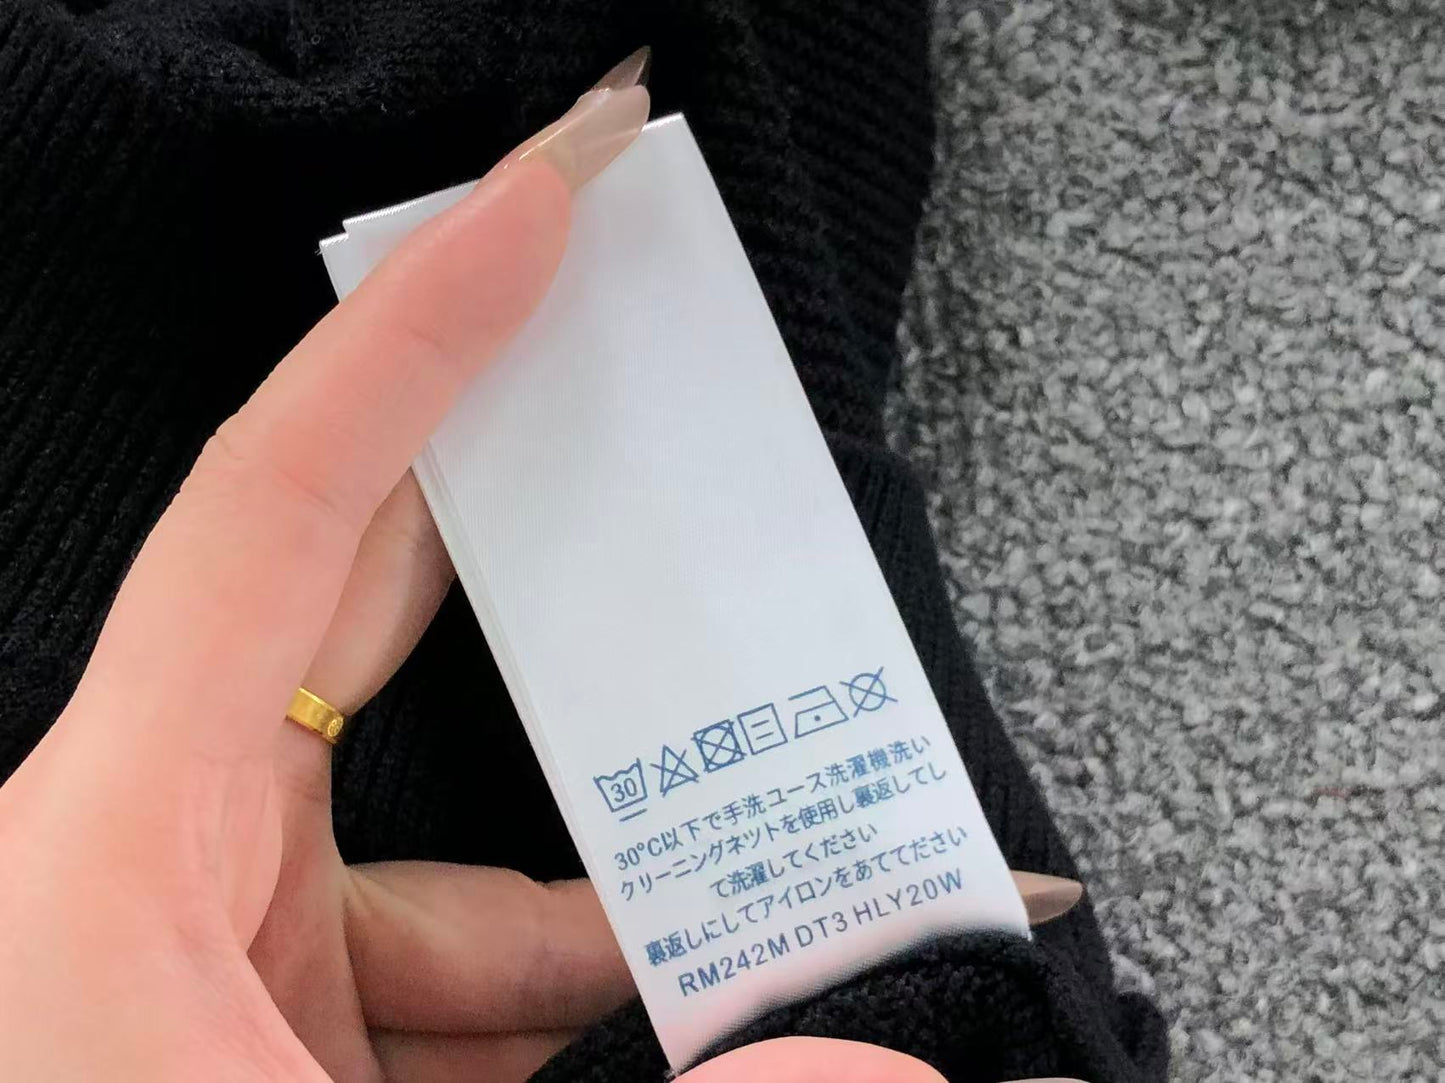 30
30°C以下で手洗ユース洗濯機洗い
クリーニングネツトを使用し裏返してし
て洗濯してください
裏返しにしてアイロンをあててださい
RM242M DT3 HLY20W